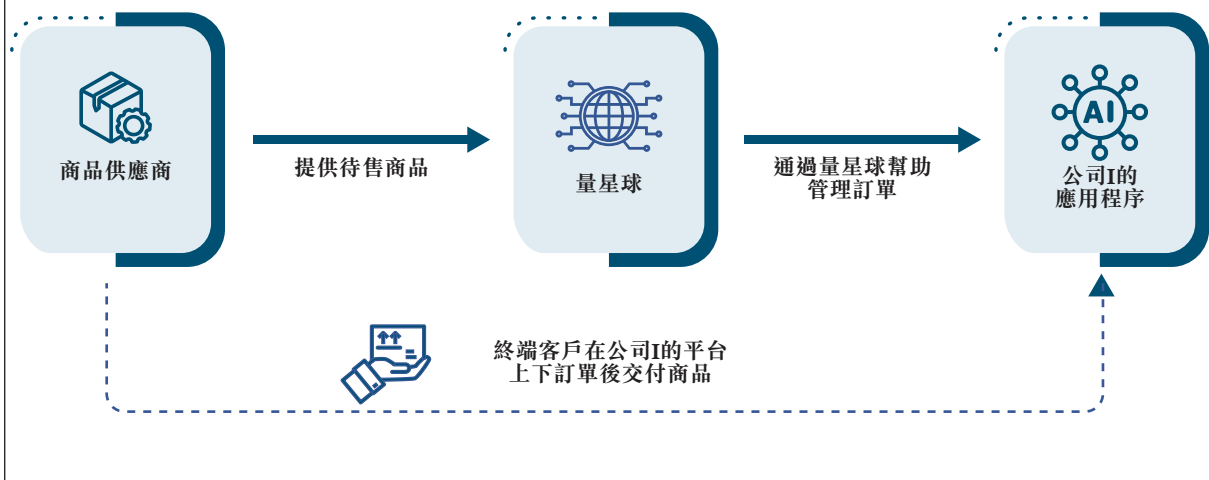 商品供應商
提供待售商品
量星球
通過量星球幫助
管理訂單
AI
公司I的
應用程序
終端客戶在公司I的平台
上下訂單後交付商品